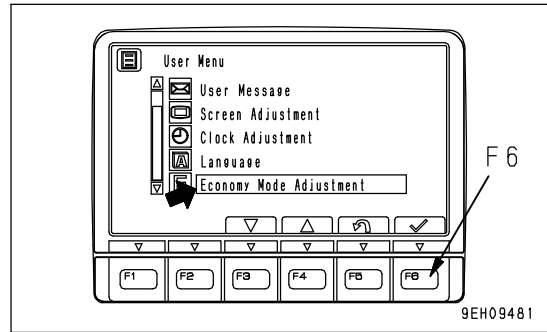 User Menu
User Message
Screen Adjustment
Clock Adjustment
A Language
E Economy Mode Adjustment
F6
F1 F2 F3 F4 F5 F6
9EH09481